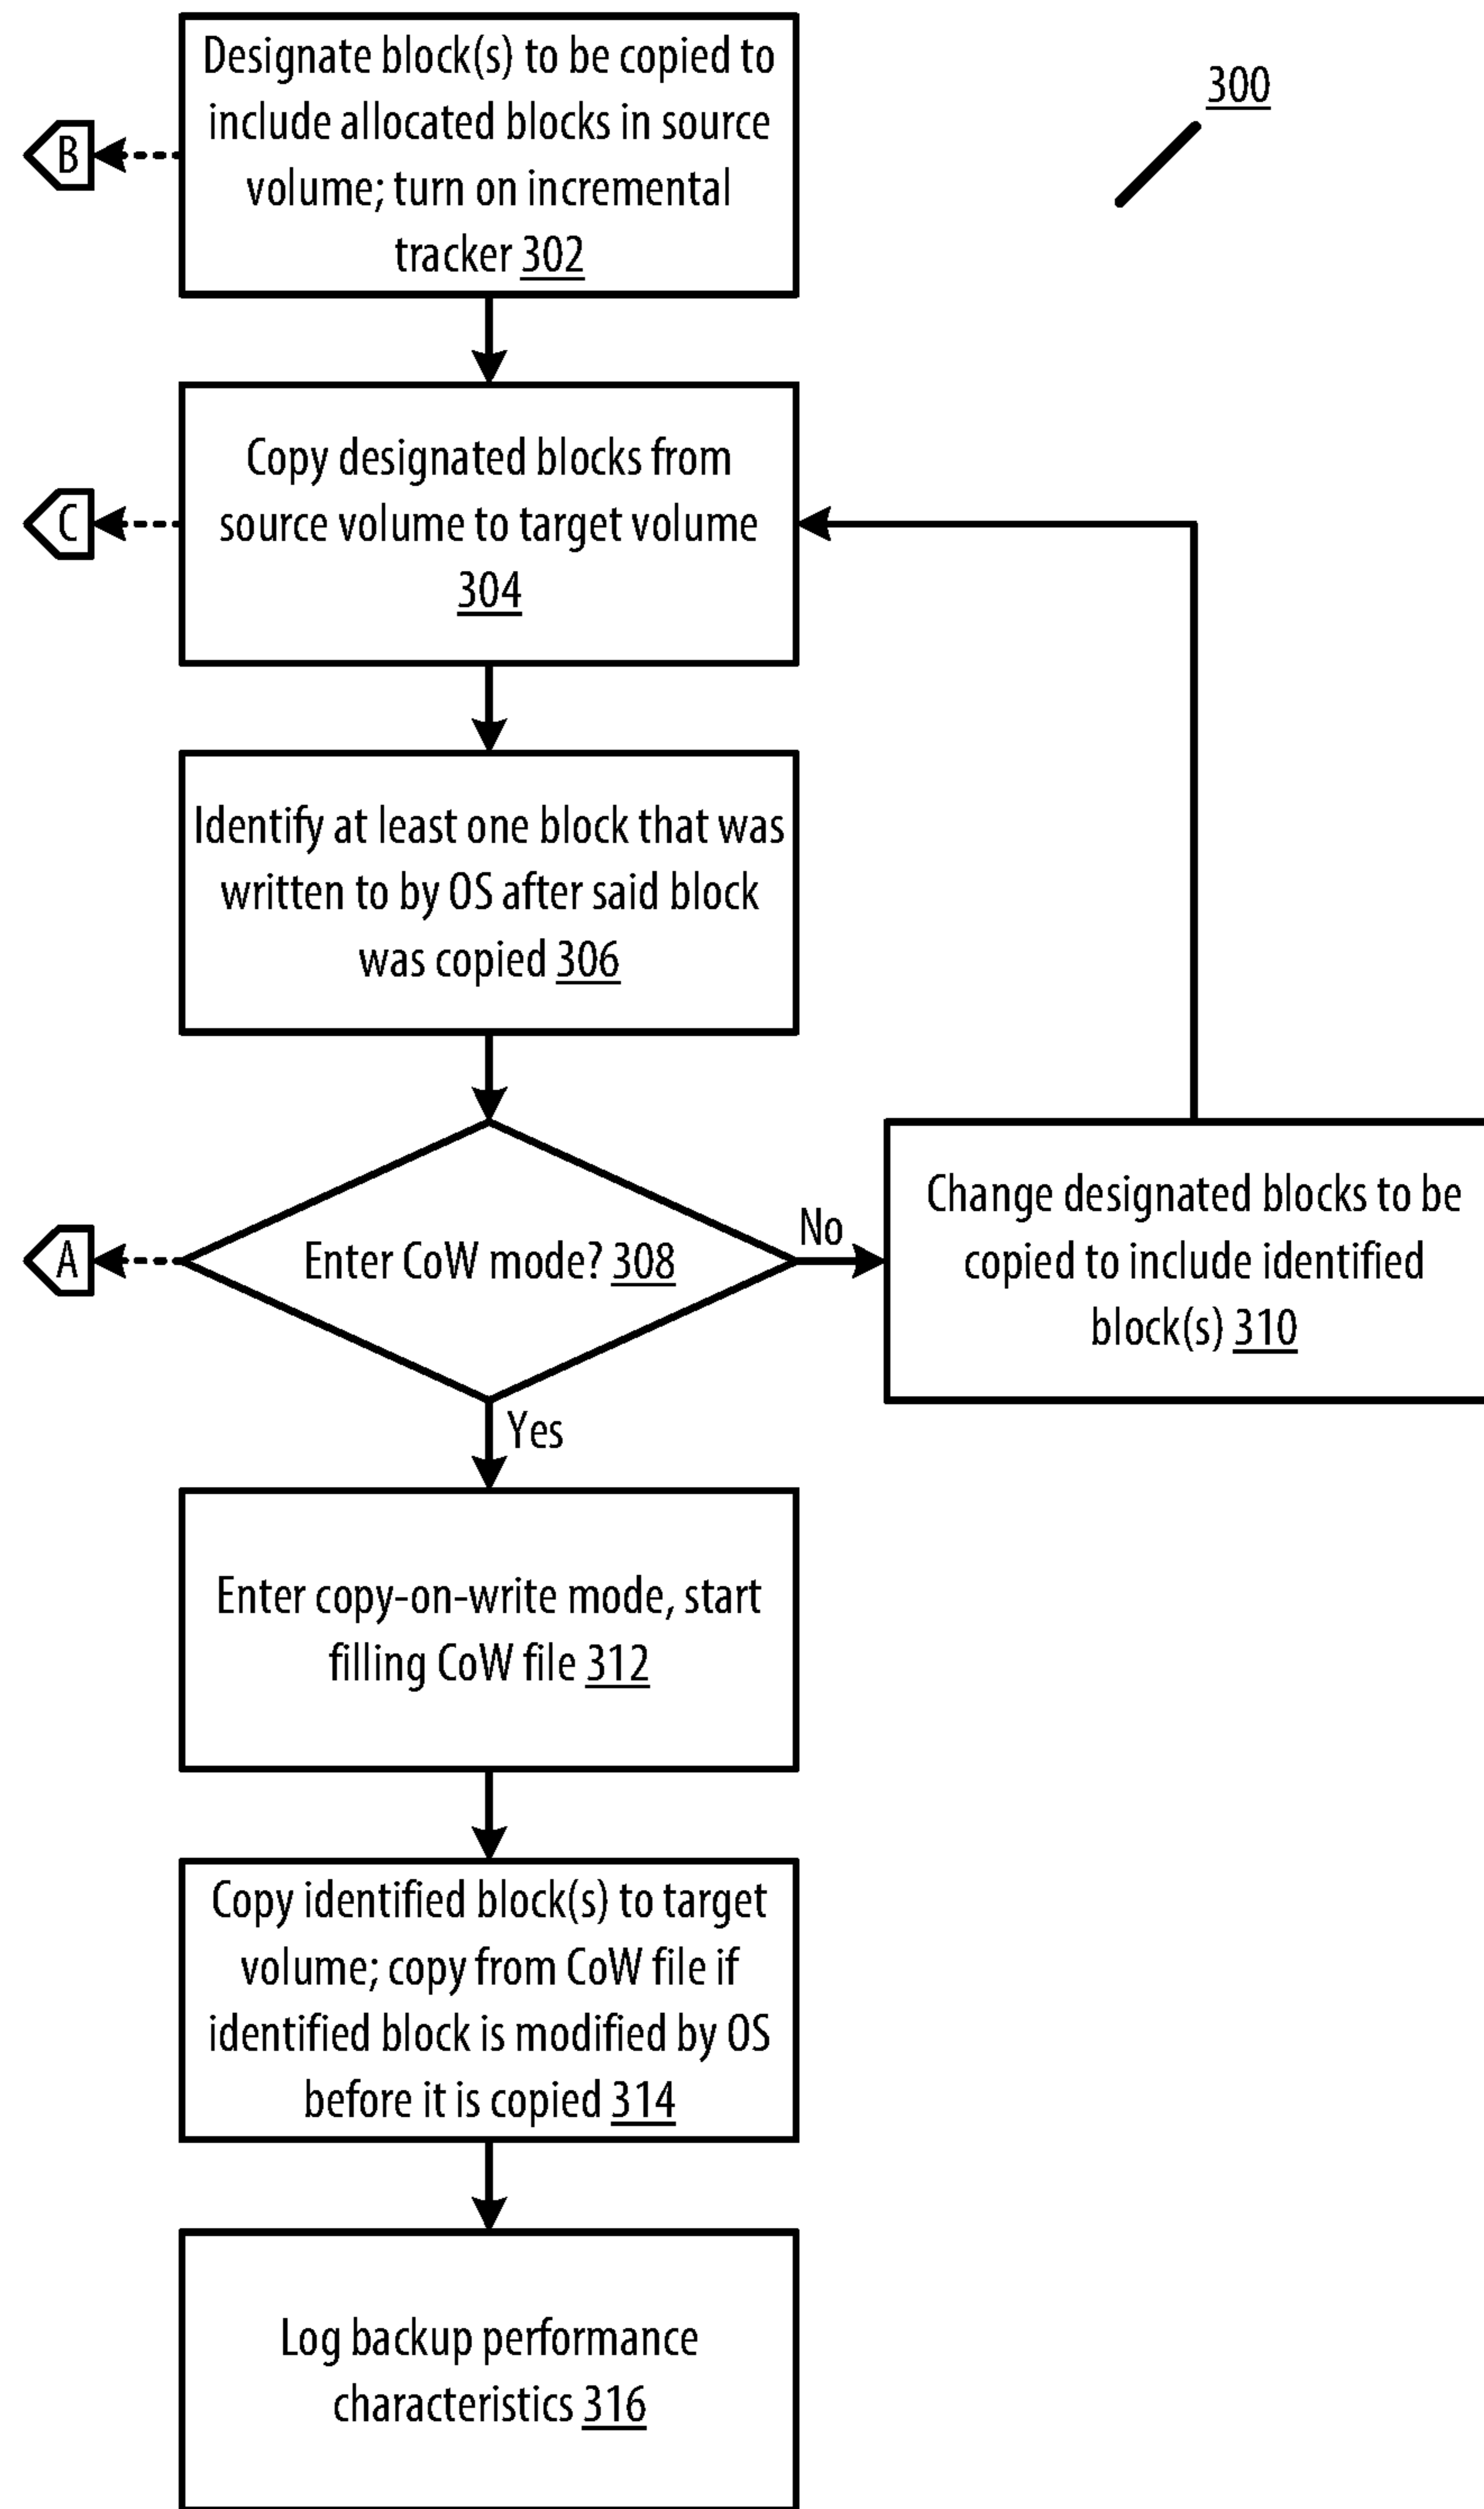 Designate block(s) to be copied to
include allocated blocks in source
volume; turn on incremental
tracker 302
300
B
Copy designated blocks from
source volume to target volume
304
C
Identify at least one block that was
written to by OS after said block
was copied 306
Enter CoW mode? 308
A
No
Change designated blocks to be
copied to include identified
block(s) 310
Yes
Enter copy-on-write mode, start
filling CoW file 312
Copy identified block(s) to target
volume; copy from CoW file if
identified block is modified by OS
before it is copied 314
Log backup performance
characteristics 316